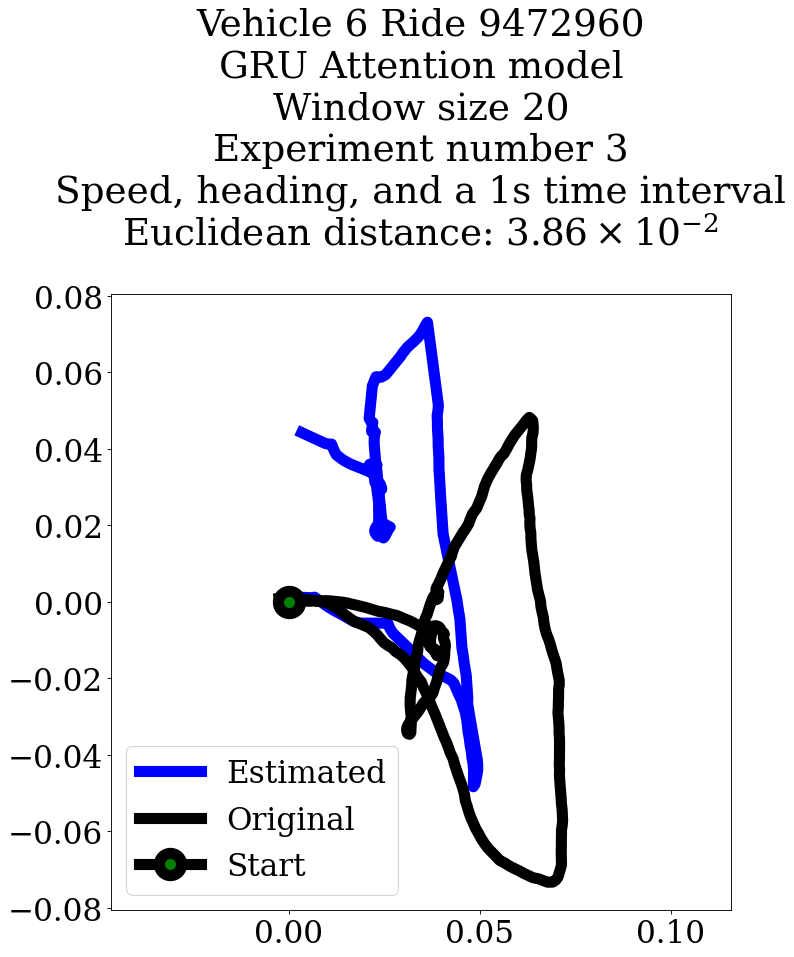 Vehicle 6 Ride 9472960
GRU Attention model
Window size 20
Experiment number 3
Speed, heading, and a 1s time interval
Euclidean distance: 3.86 × 10⁻²
0.08
0.06
0.04
0.02
0.00
−0.02
−0.04
−0.06
−0.08
Estimated
Original
Start
0.00 0.05 0.10